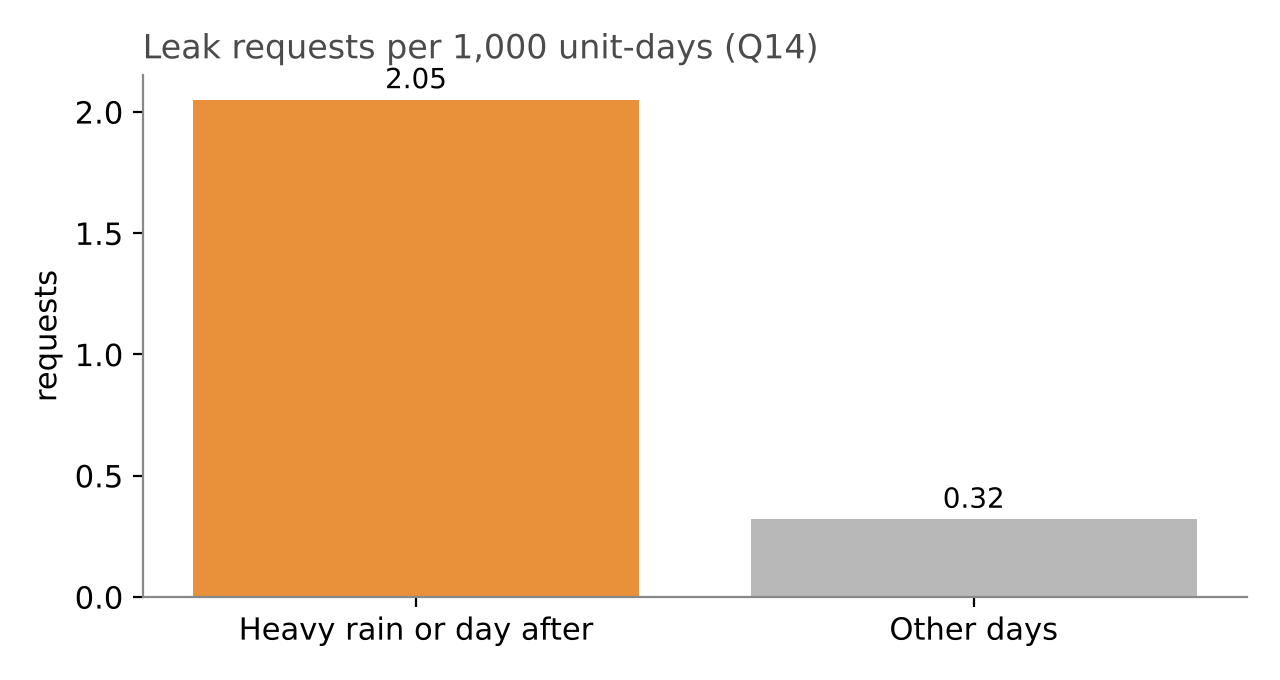 Leak requests per 1,000 unit-days (Q14)
2.05
2.0
1.5
1.0
0.5
0.0
requests
0.32
Heavy rain or day after
Other days